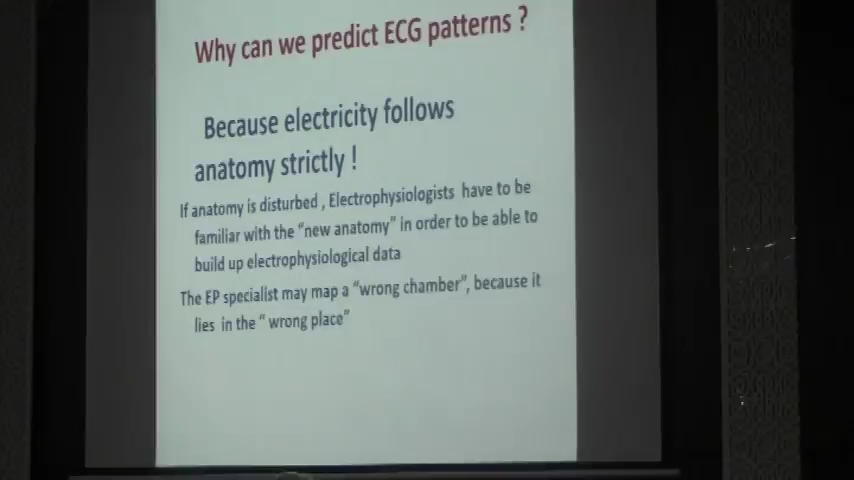 Why can we predict ECG patterns ?
Because electricity follows
anatomy strictly !
If anatomy is disturbed , Electrophysiologists have to be
familiar with the “new anatomy” in order to be able to
build up electrophysiological data
The EP specialist may map a “wrong chamber”, because it
lies in the “ wrong place”